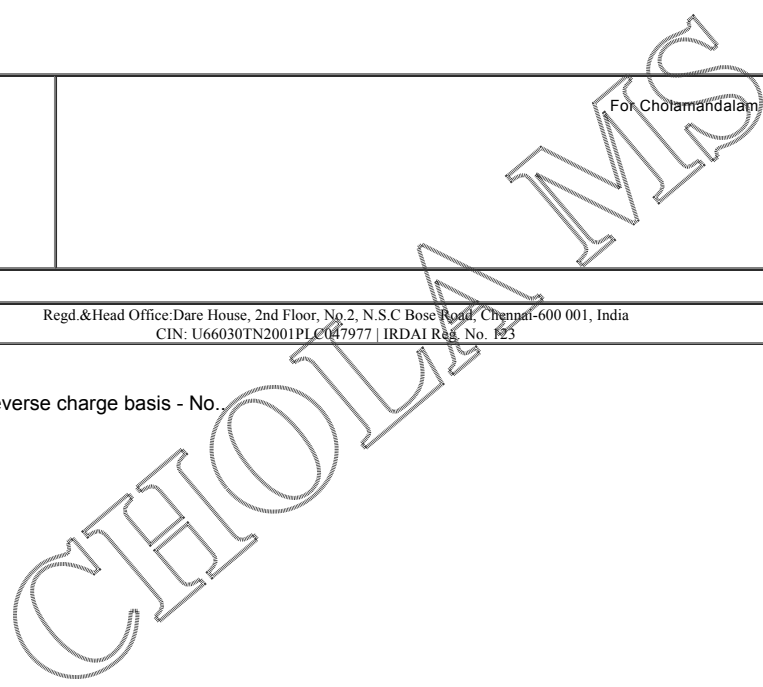 For Cholamandalam
Regd.&Head Office:Dare House, 2nd Floor, No.2, N.S.C Bose Road, Chennai-600 001, India
CIN: U66030TN2001PLC047977 | IRDAI Reg. No. 123
everse charge basis - No..
CHOLA MS